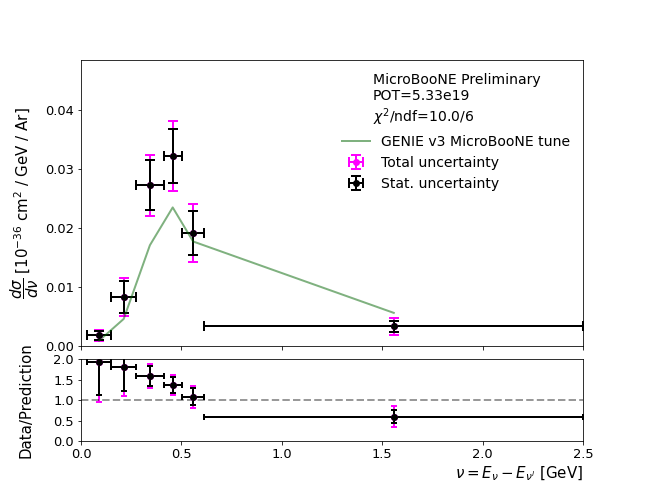 MicroBooNE Preliminary
POT=5.33e19
χ²/ndf=10.0/6
GENIE v3 MicroBooNE tune
Total uncertainty
Stat. uncertainty
dσ/dν [10⁻³⁶ cm² / GeV / Ar]
0.04
0.03
0.02
0.01
0.00
Data/Prediction
2.0
1.5
1.0
0.5
0.0
0.0 0.5 1.0 1.5 2.0 2.5
ν = Eᵥ − Eᵥ′ [GeV]